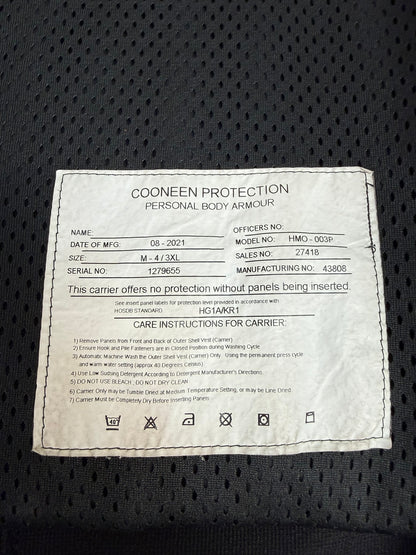 COONEEN PROTECTION
PERSONAL BODY ARMOUR
NAME:
OFFICERS NO:
DATE OF MFG: 08 - 2021
MODEL NO: HMO - 003P
SIZE: M - 4 / 3XL
SALES NO: 27418
SERIAL NO: 1279655
MANUFACTURING NO: 43808
This carrier offers no protection without panels being inserted.
See insert panel labels for protection level provided in accordance with
HOSDB STANDARD HG1A/KR1
CARE INSTRUCTIONS FOR CARRIER:
1) Remove Panels from Front and Back of Outer Shell Vest (Carrier)
2) Ensure Hook and Pile Fasteners are in Closed Position during Washing Cycle
3) Automatic Machine Wash the Outer Shell Vest (Carrier) Only. Using the permanent press cycle
and warm water setting (approx 40 Degrees Celsius)
4) Use Low Sudsing Detergent According to Detergent Manufacturer's Directions
5) DO NOT USE BLEACH ; DO NOT DRY CLEAN
6) Carrier Only may be Tumble Dried at Medium Temperature Setting, or may be Line Dried.
7) Carrier Must be Completely Dry Before Inserting Panels
40°